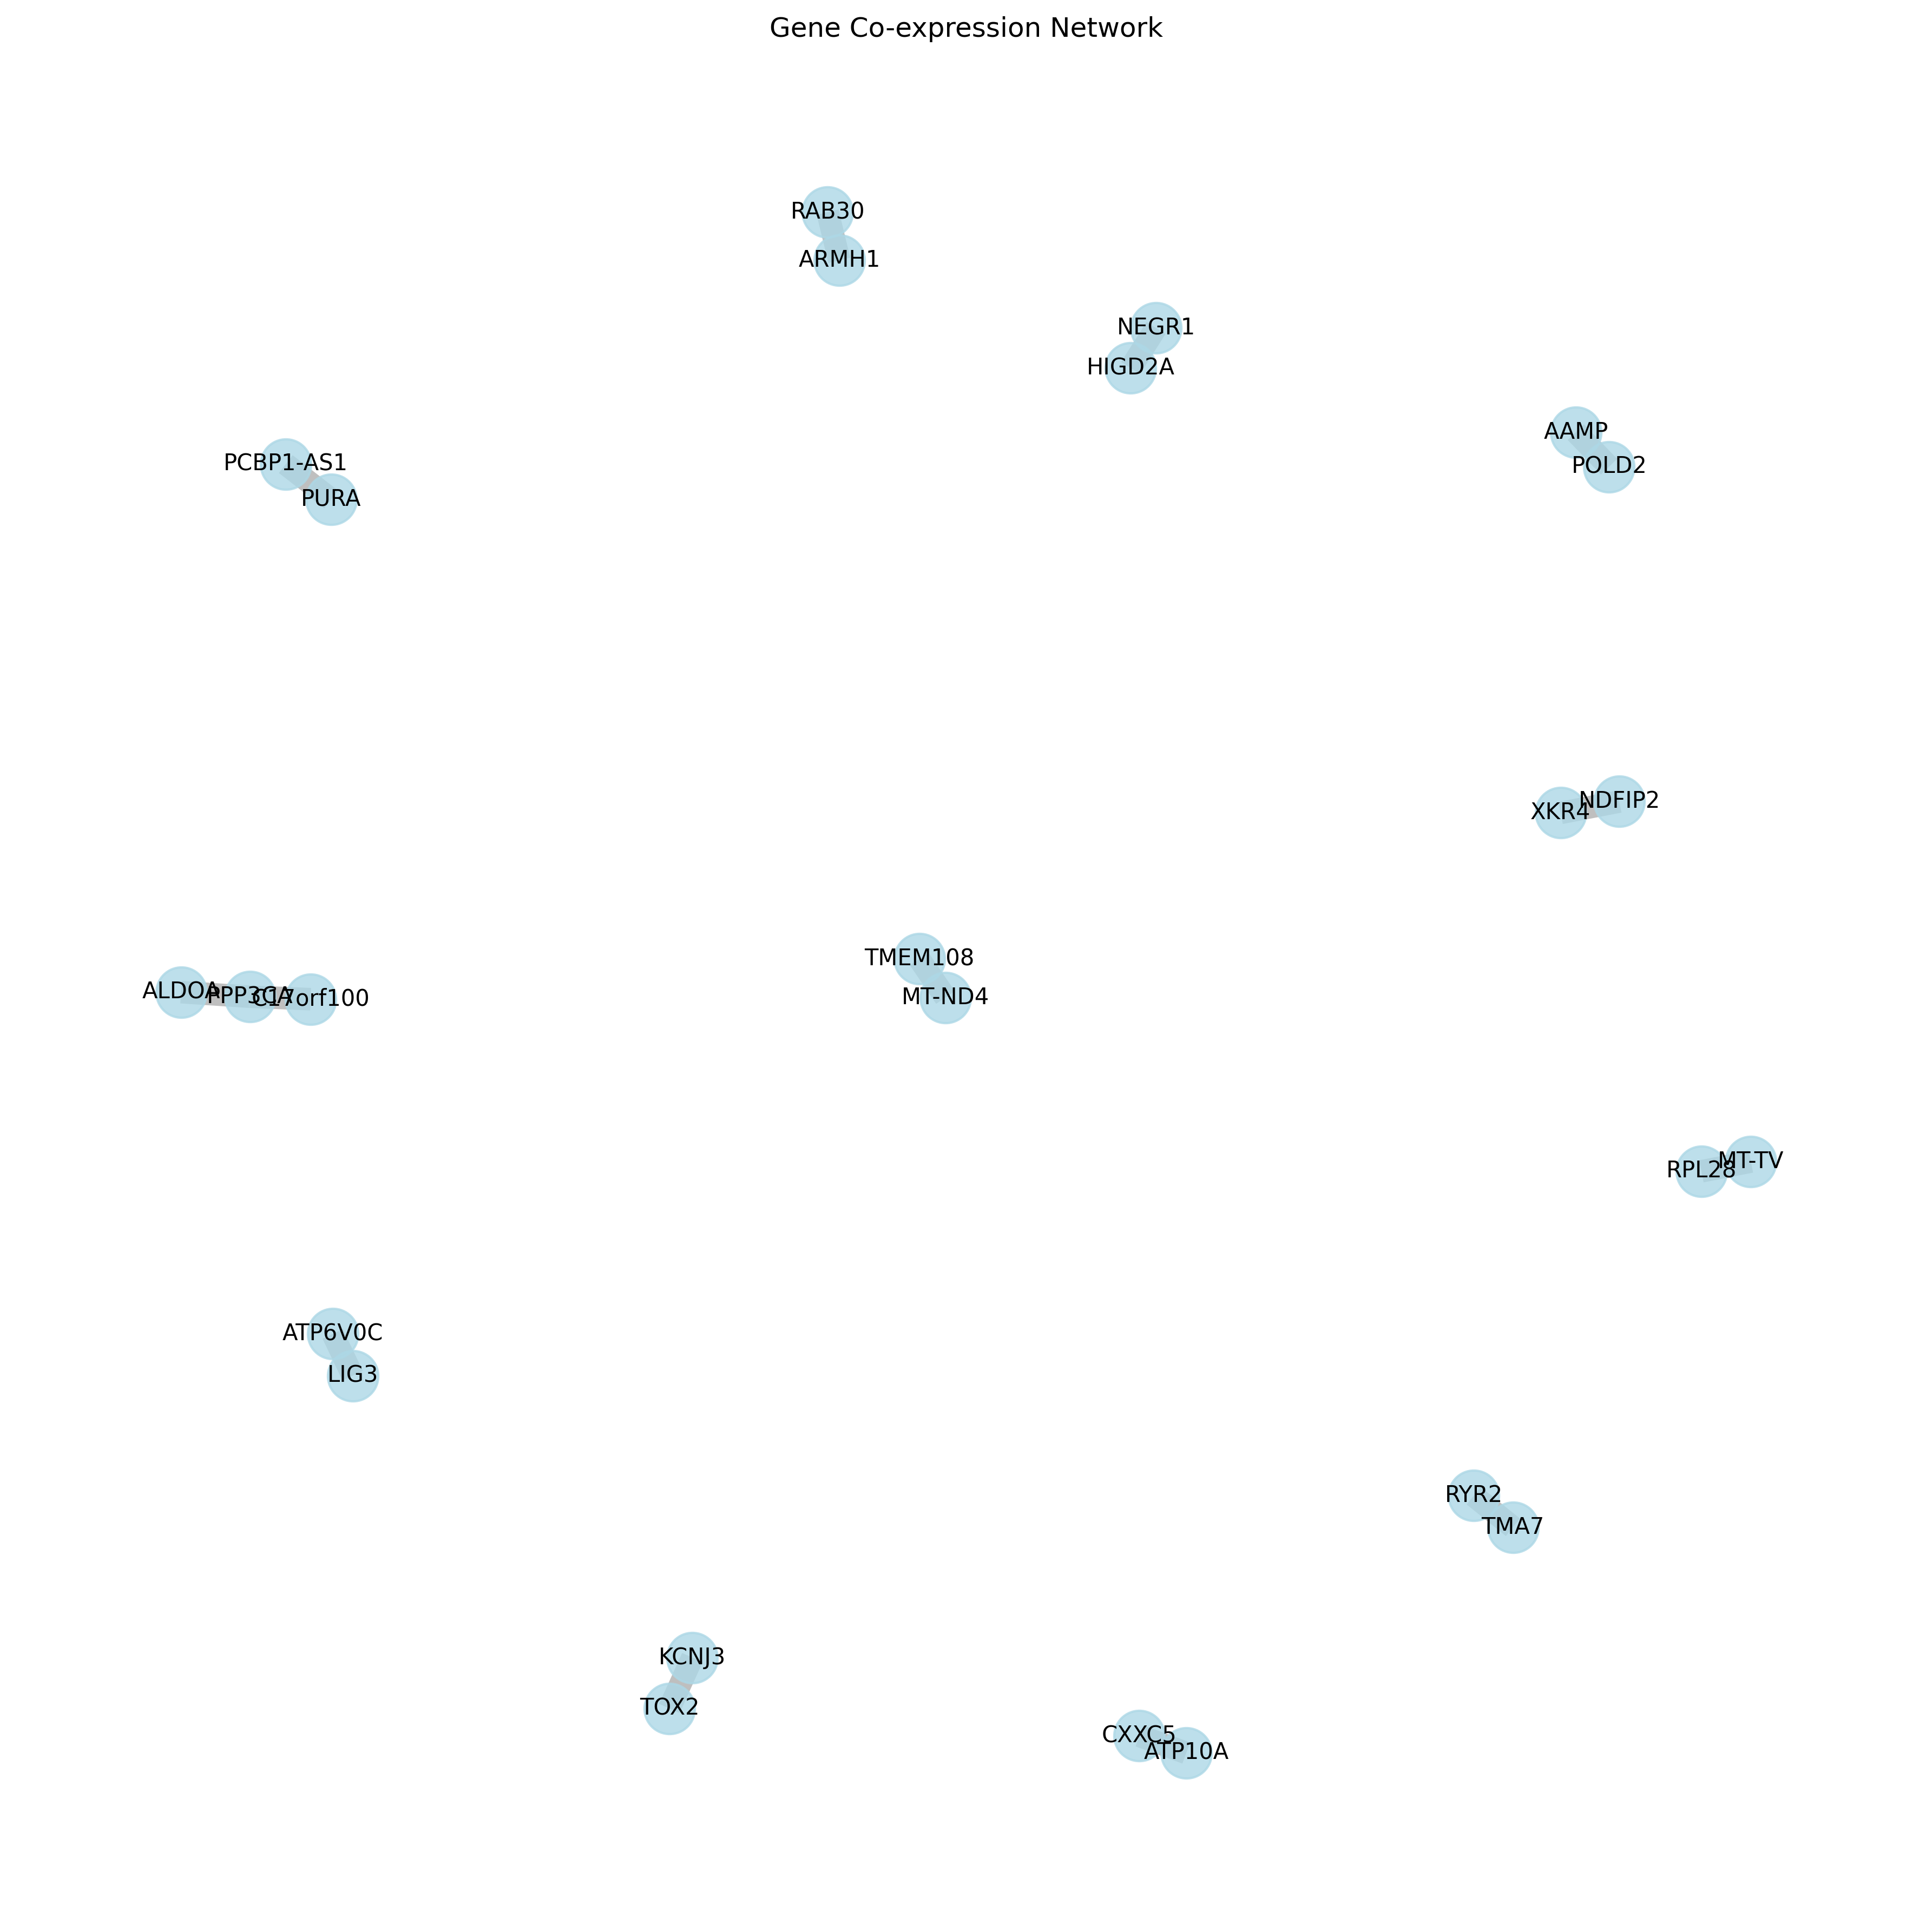 Gene Co-expression Network
RAB30
ARMH1
NEGR1
HIGD2A
AAMP
PCBP1-AS1
POLD2
PURA
NDFIP2
XKR4
TMEM108
ALDOA
PPP3CA
MT-ND4
C17orf100
MT-TV
RPL28
ATP6V0C
LIG3
RYR2
TMA7
KCNJ3
TOX2
CXXC5
ATP10A